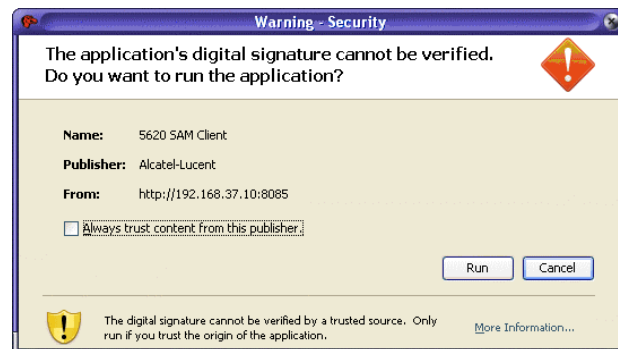 Warning - Security
The application's digital signature cannot be verified.
Do you want to run the application?
Name: 5620 SAM Client
Publisher: Alcatel-Lucent
From: http://192.168.37.10:8085
Always trust content from this publisher.
Run Cancel
The digital signature cannot be verified by a trusted source. Only
run if you trust the origin of the application.
More Information...